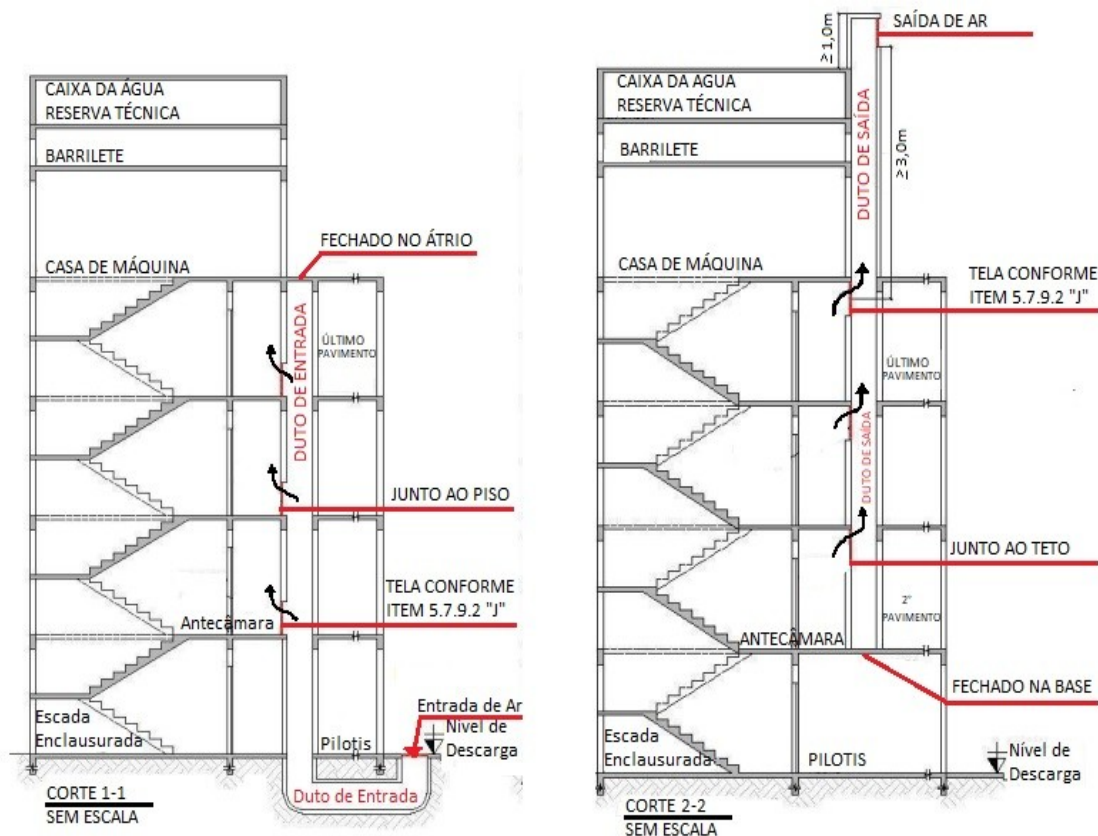 CAIXA DA ÁGUA
RESERVA TÉCNICA
BARRILETE
FECHADO NO ÁTRIO
CASA DE MÁQUINA
DUTO DE ENTRADA
ÚLTIMO
PAVIMENTO
JUNTO AO PISO
TELA CONFORME
ITEM 5.7.9.2 "J"
Antecâmara
Entrada de Ar
Escada
Enclausurada
Pilotis
Nivel de
Descarga
Duto de Entrada
CORTE 1-1
SEM ESCALA
SAÍDA DE AR
≥1,0m
CAIXA DA AGUA
RESERVA TÉCNICA
DUTO DE SAÍDA
≥3,0m
BARRILETE
CASA DE MÁQUINA
TELA CONFORME
ITEM 5.7.9.2 "J"
ÚLTIMO
PAVIMENTO
DUTO DE SAÍDA
JUNTO AO TETO
2"
PAVIMENTO
ANTECÂMARA
FECHADO NA BASE
Escada
Enclausurada
PILOTIS
Nível de
Descarga
CORTE 2-2
SEM ESCALA